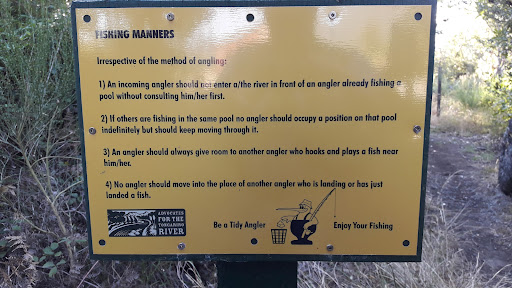 FISHING MANNERS
Irrespective of the method of angling:
1) An incoming angler should not enter a/the river in front of an angler already fishing a
pool without consulting him/her first.
2) If others are fishing in the same pool no angler should occupy a position on that pool
indefinitely but should keep moving through it.
3) An angler should always give room to another angler who hooks and plays a fish near
him/her.
4) No angler should move into the place of another angler who is landing or has just
landed a fish.
ADVOCATES
FOR THE
TONGARIRO
RIVER
Be a Tidy Angler
Enjoy Your Fishing